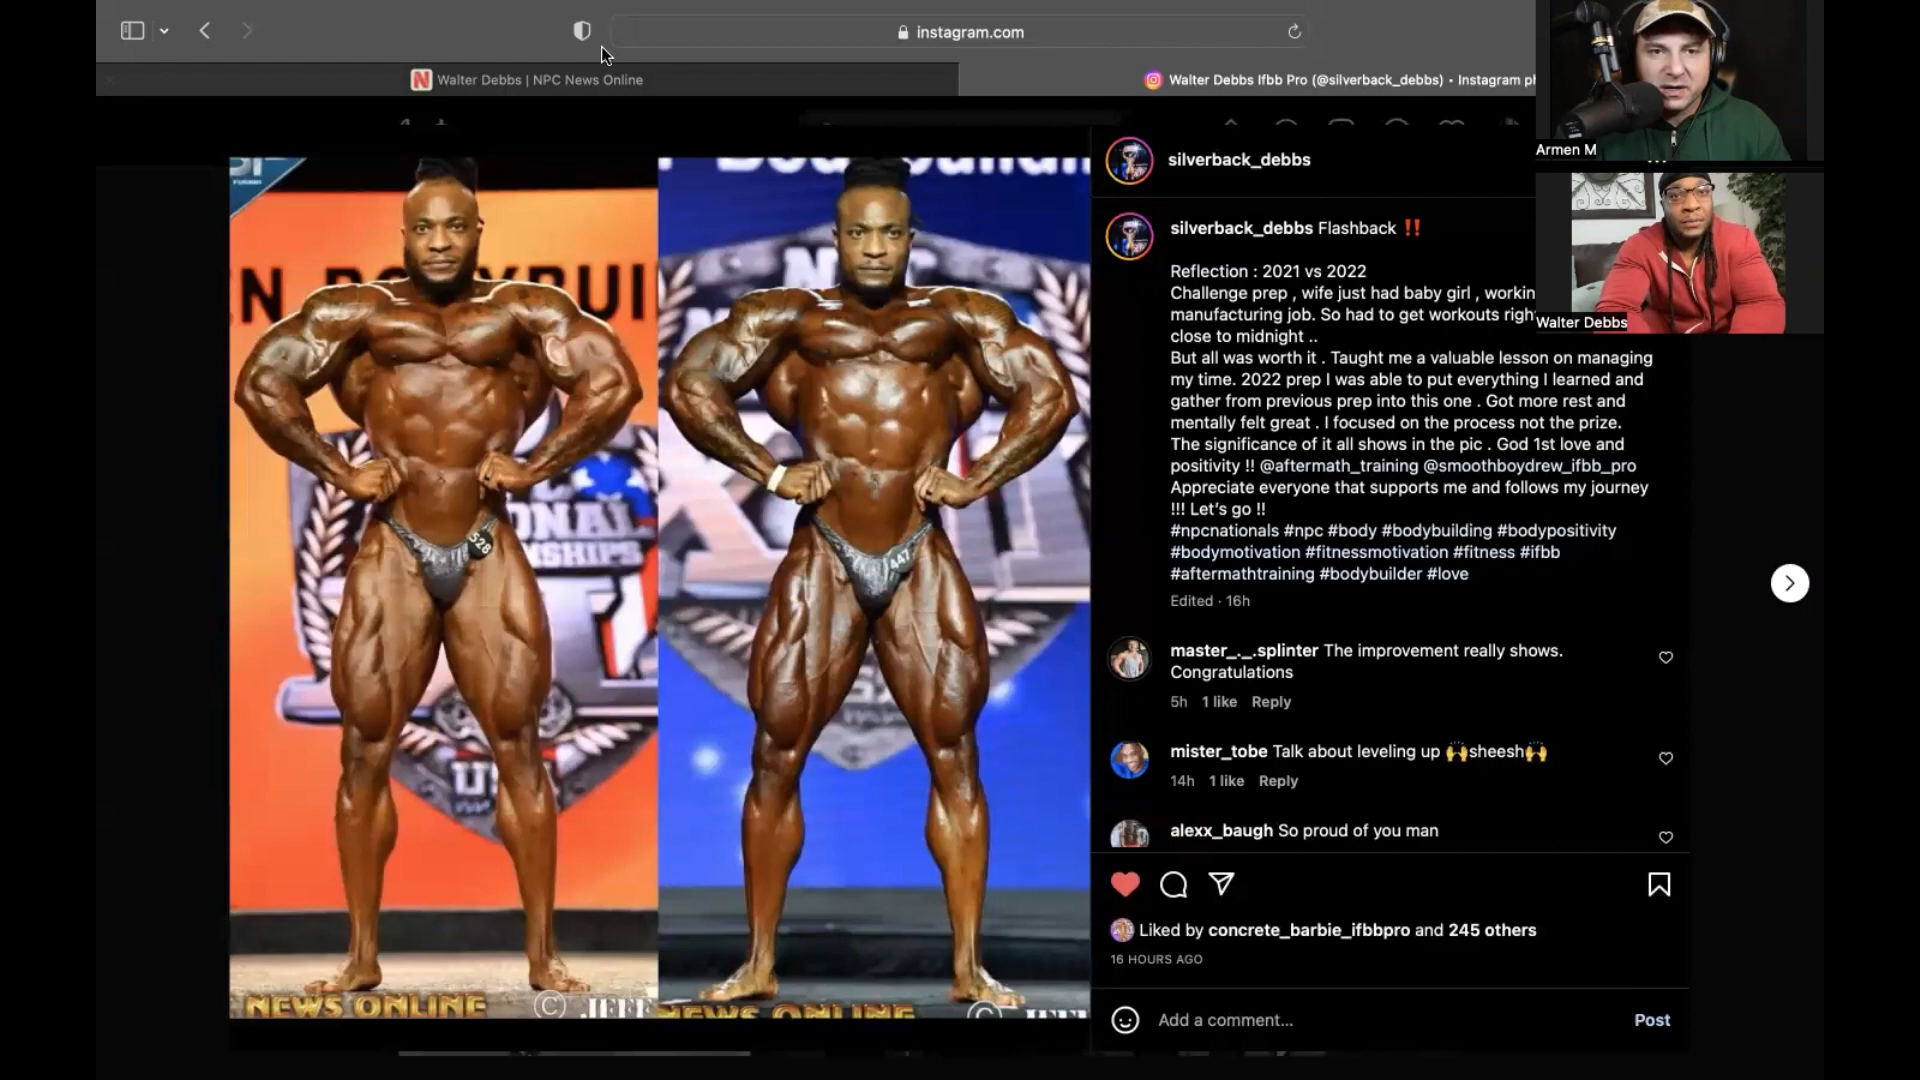 instagram.com
Walter Debbs | NPC News Online
Walter Debbs Ifbb Pro (@silverback_debbs) • Instagram
Armen M
Walter Debbs
silverback_debbs
silverback_debbs Flashback ‼️
Reflection : 2021 vs 2022
Challenge prep , wife just had baby girl ,
manufacturing job. So had to get workouts
close to midnight ..
But all was worth it . Taught me a valuable lesson on managing
my time. 2022 prep I was able to put everything I learned and
gather from previous prep into this one . Got more rest and
mentally felt great . I focused on the process not the prize.
The significance of it all shows in the pic . God 1st love and
positivity !! @aftermath_training @smoothboydrew_ifbb_pro
Appreciate everyone that supports me and follows my journey
!!! Let's go !!
#npcnationals #npc #body #bodybuilding #bodypositivity
#bodymotivation #fitnessmotivation #fitness #ifbb
#aftermathtraining #bodybuilder #love
Edited · 16h
master_._.splinter The improvement really shows.
Congratulations
5h 1 like Reply
mister_tobe Talk about leveling up 🙌sheesh🙌
14h 1 like Reply
alexx_baugh So proud of you man
Liked by concrete_barbie_ifbbpro and 245 others
16 HOURS AGO
Add a comment...
Post
528
447
USA
NEWS ONLINE
©
NEWS ONLINE